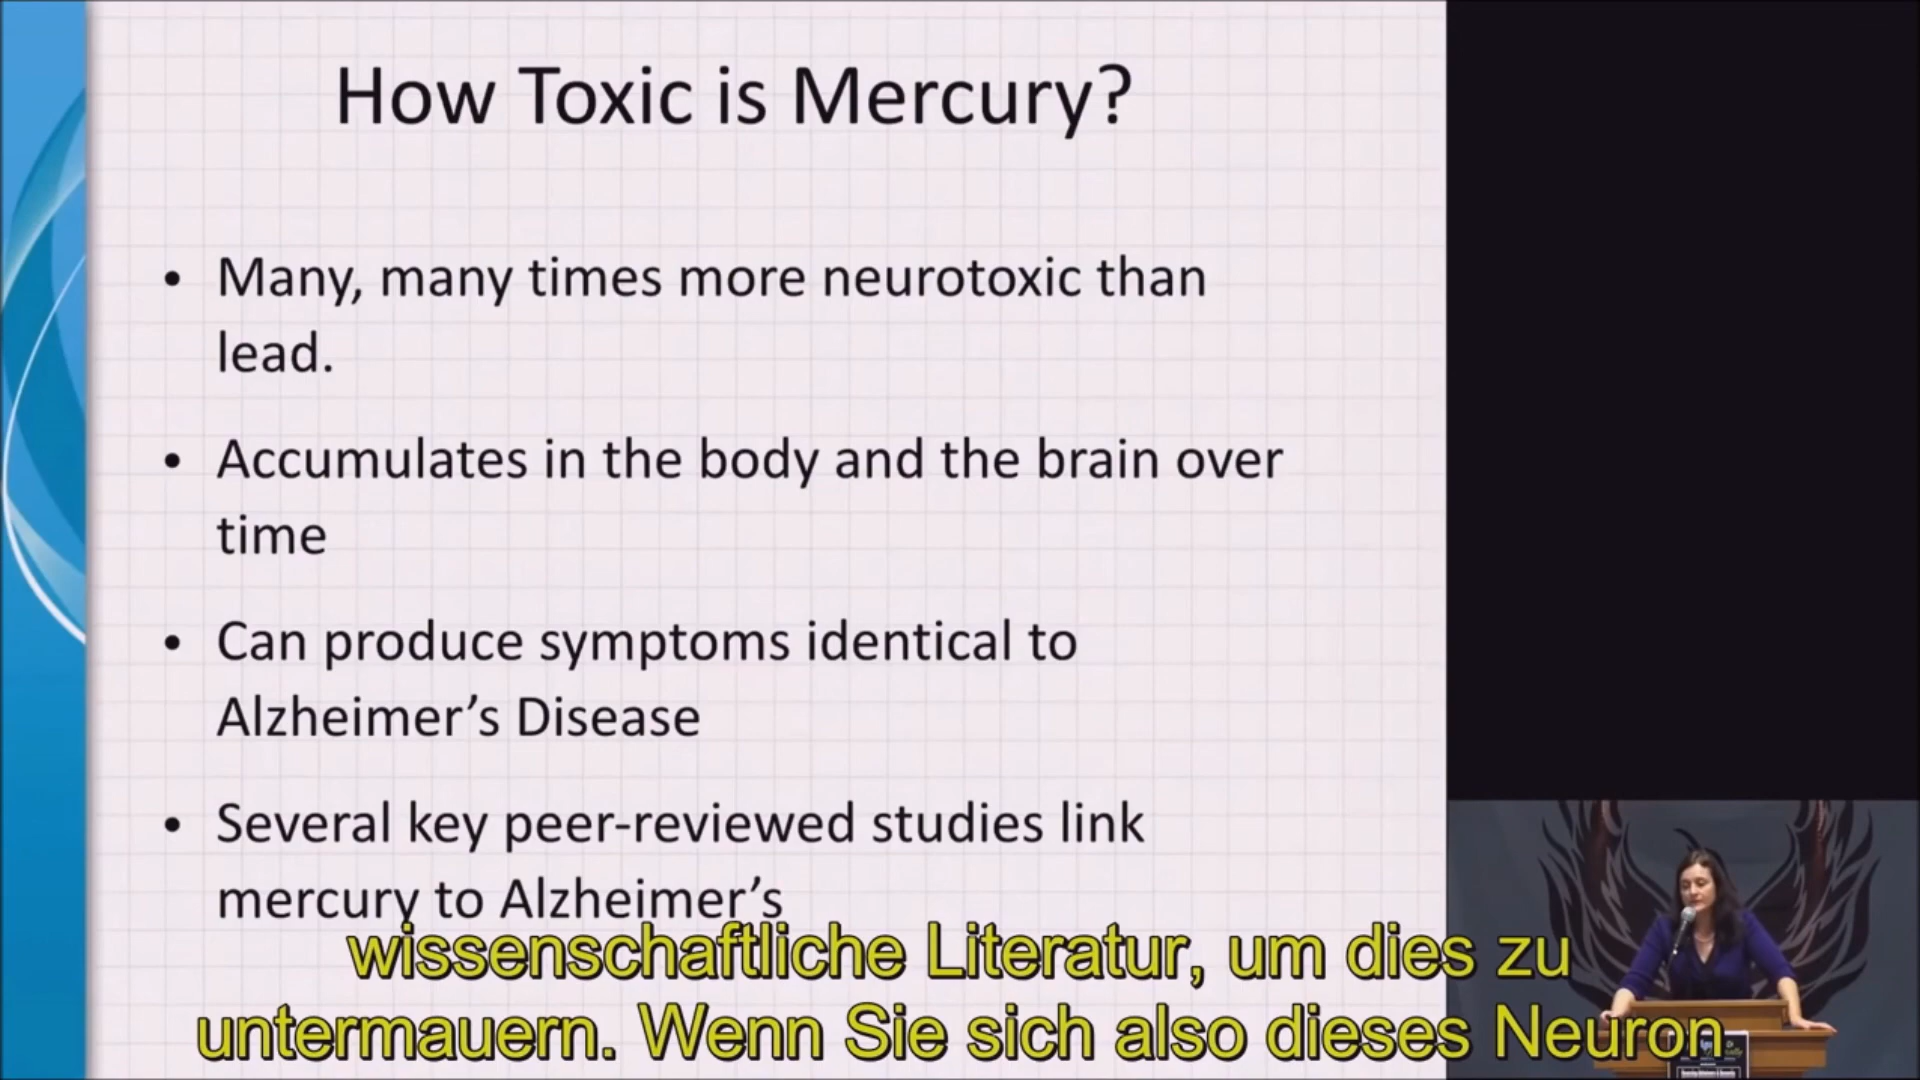 How Toxic is Mercury?
• Many, many times more neurotoxic than
lead.
• Accumulates in the body and the brain over
time
• Can produce symptoms identical to
Alzheimer’s Disease
• Several key peer-reviewed studies link
mercury to Alzheimer’s
wissenschaftliche Literatur, um dies zu
untermauern. Wenn Sie sich also dieses Neuron